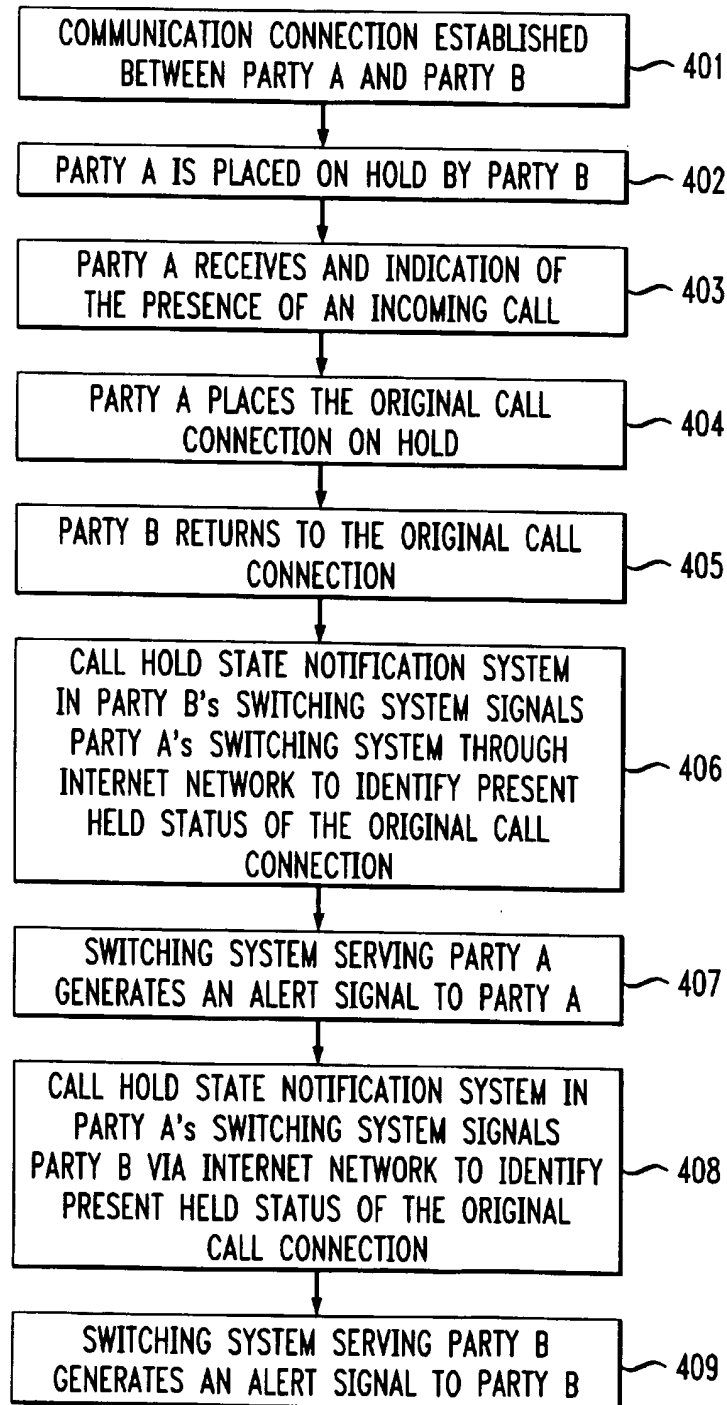 COMMUNICATION CONNECTION ESTABLISHED
BETWEEN PARTY A AND PARTY B
401
PARTY A IS PLACED ON HOLD BY PARTY B
402
PARTY A RECEIVES AND INDICATION OF
THE PRESENCE OF AN INCOMING CALL
403
PARTY A PLACES THE ORIGINAL CALL
CONNECTION ON HOLD
404
PARTY B RETURNS TO THE ORIGINAL CALL
CONNECTION
405
CALL HOLD STATE NOTIFICATION SYSTEM
IN PARTY B's SWITCHING SYSTEM SIGNALS
PARTY A's SWITCHING SYSTEM THROUGH
INTERNET NETWORK TO IDENTIFY PRESENT
HELD STATUS OF THE ORIGINAL CALL
CONNECTION
406
SWITCHING SYSTEM SERVING PARTY A
GENERATES AN ALERT SIGNAL TO PARTY A
407
CALL HOLD STATE NOTIFICATION SYSTEM IN
PARTY A's SWITCHING SYSTEM SIGNALS
PARTY B VIA INTERNET NETWORK TO IDENTIFY
PRESENT HELD STATUS OF THE ORIGINAL
CALL CONNECTION
408
SWITCHING SYSTEM SERVING PARTY B
GENERATES AN ALERT SIGNAL TO PARTY B
409